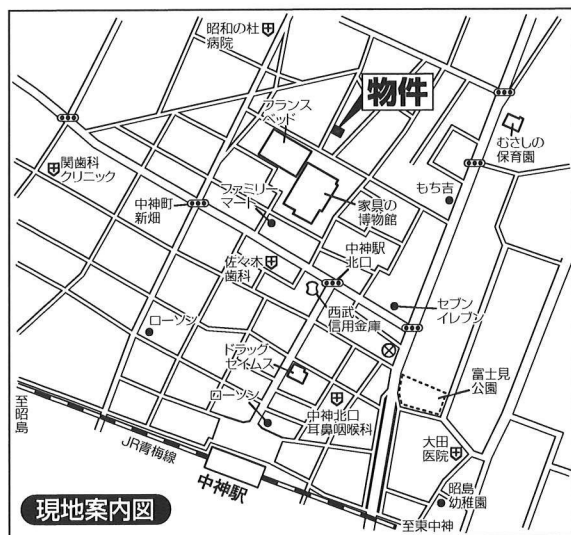 昭和の杜
病院
フランス
ベッド
物件
むさしの
保育園
関歯科
クリニック
中神町
新畑
ファミリー
マート
家具の
博物館
もち吉
佐々木
歯科
中神駅
北口
西武
信用金庫
セブン
イレブン
ローソン
ドラッグ
セイムス
富士見
公園
ローソン
中神北口
耳鼻咽喉科
至昭島
JR青梅線
中神駅
大田
医院
昭島
幼稚園
至東中神
現地案内図